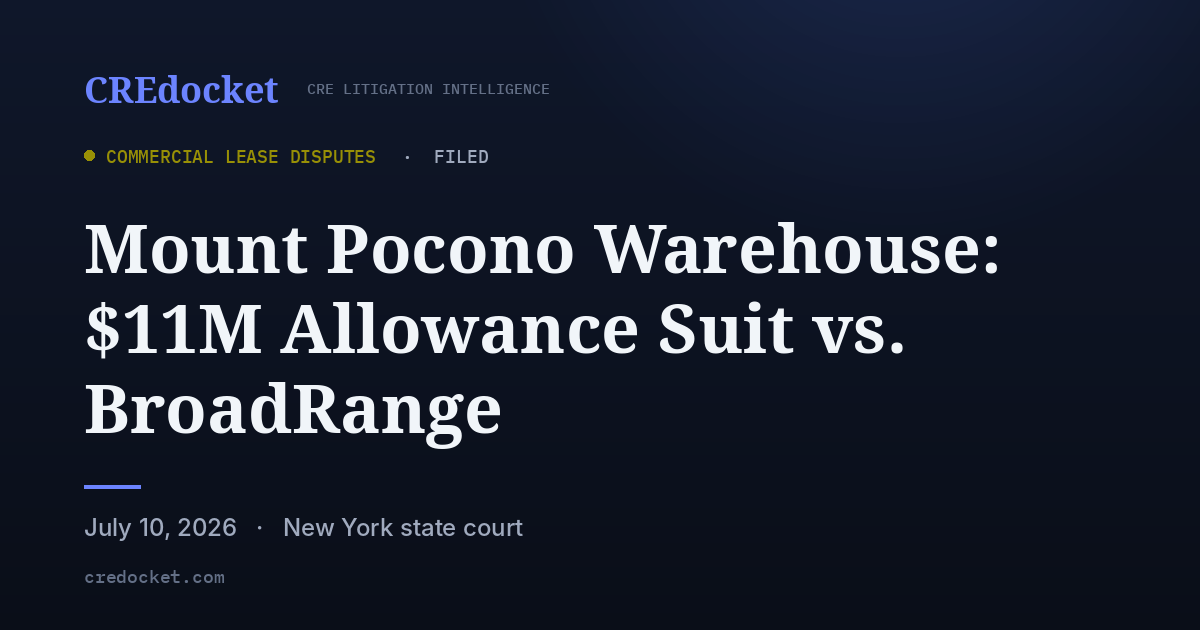 CREdocket CRE LITIGATION INTELLIGENCE
COMMERCIAL LEASE DISPUTES · FILED
Mount Pocono Warehouse:
$11M Allowance Suit vs.
BroadRange
July 10, 2026 · New York state court
credocket.com